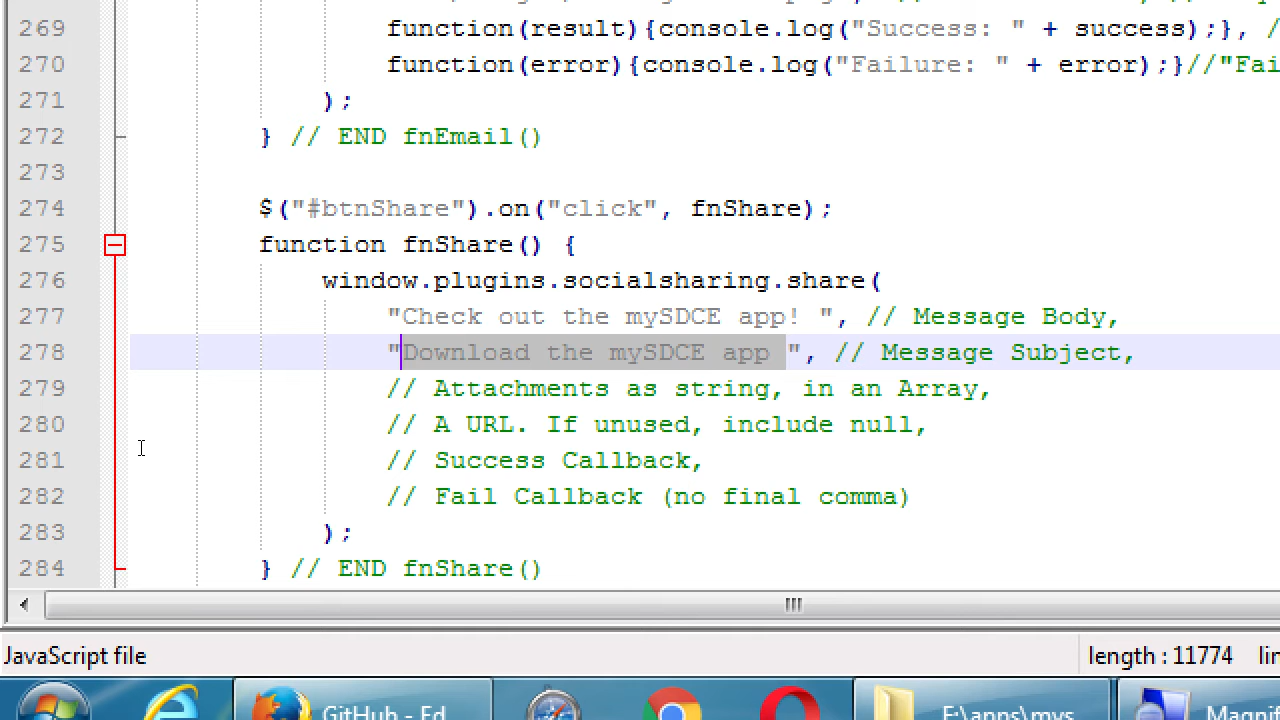 269 function(result){console.log("Success: " + success);}, /
270 function(error){console.log("Failure: " + error);}//"Fai
271 );
272 } // END fnEmail()
273
274 $("#btnShare").on("click", fnShare);
275 function fnShare() {
276 window.plugins.socialsharing.share(
277 "Check out the mySDCE app! ", // Message Body,
278 "Download the mySDCE app ", // Message Subject,
279 // Attachments as string, in an Array,
280 // A URL. If unused, include null,
281 // Success Callback,
282 // Fail Callback (no final comma)
283 );
284 } // END fnShare()
JavaScript file length : 11774 lin
GitHub - Ed F:\apps\mys Magnif